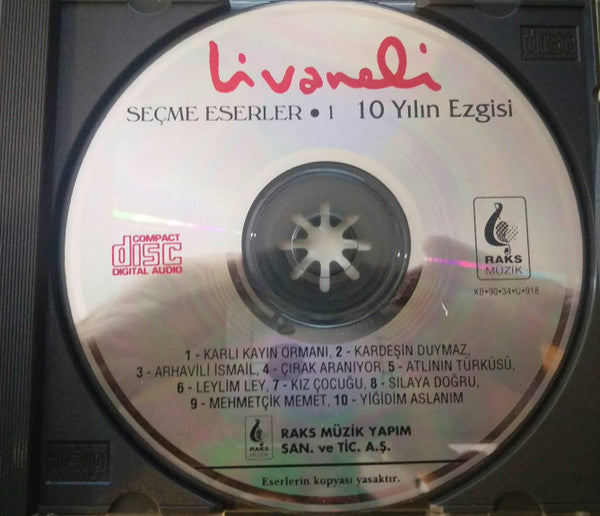 Livaneli
SEÇME ESERLER • 1 10 Yılın Ezgisi
COMPACT
disc
DIGITAL AUDIO
RAKS
MÜZİK
KB•90•34•Ü•918
1 - KARLI KAYIN ORMANI, 2 - KARDEŞİN DUYMAZ,
3 - ARHAVİLİ İSMAİL, 4 - ÇIRAK ARANIYOR, 5 - ATLININ TÜRKÜSÜ,
6 - LEYLİM LEY, 7 - KIZ ÇOCUĞU, 8 - SILAYA DOĞRU,
9 - MEHMETÇİK MEMET, 10 - YİĞİDİM ASLANIM
RAKS
MÜZİK
RAKS MÜZİK YAPIM
SAN. ve TİC. A.Ş.
Eserlerin kopyası yasaktır.